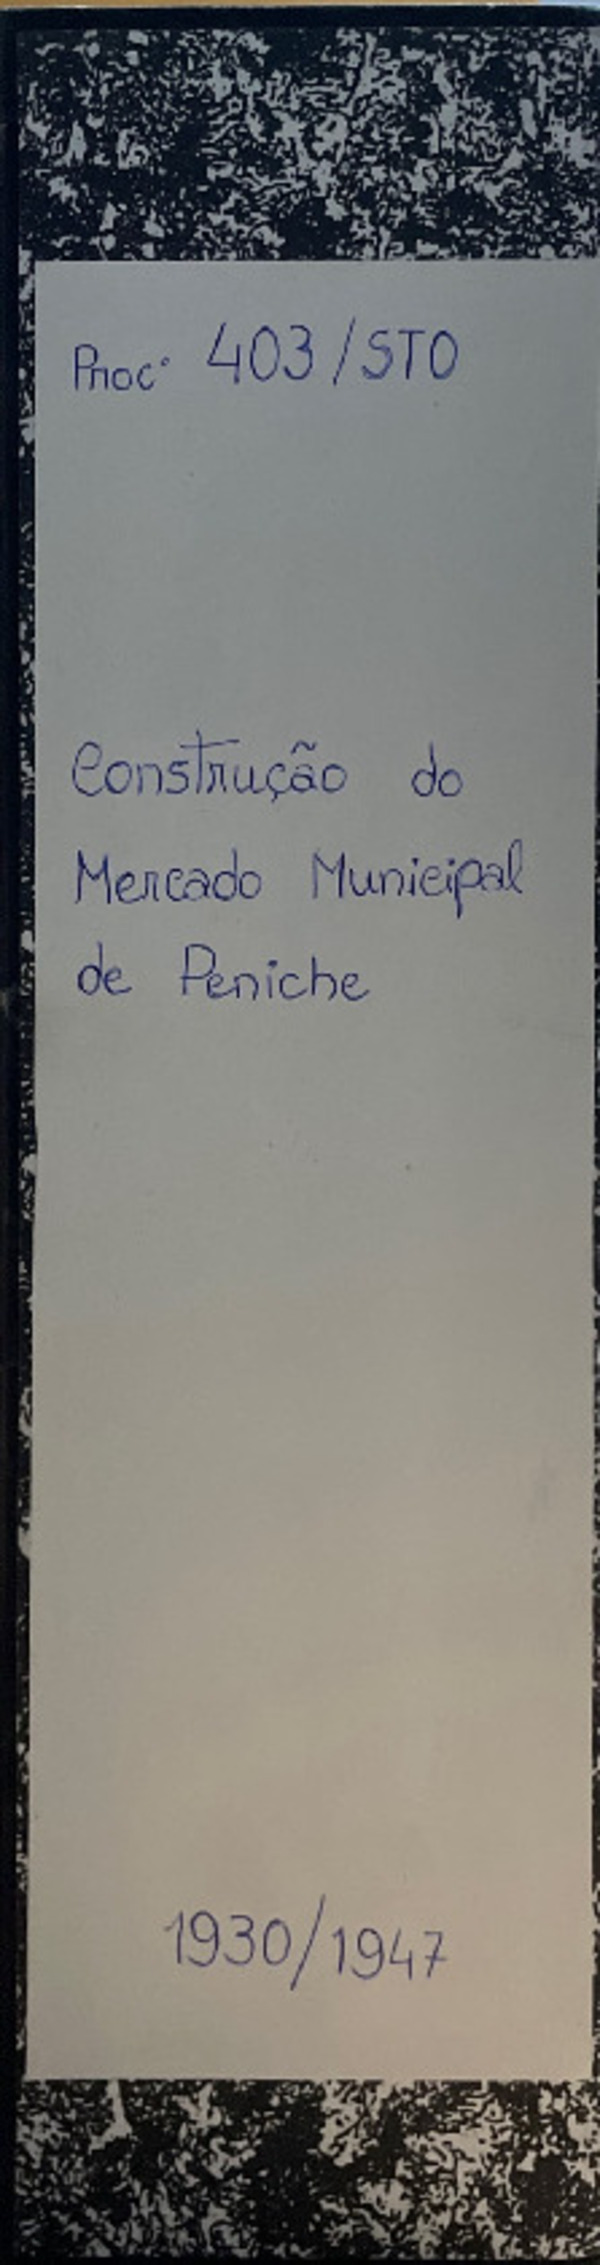 Proc.º 403/STO
Construção do
Mercado Municipal
de Peniche
1930/1947